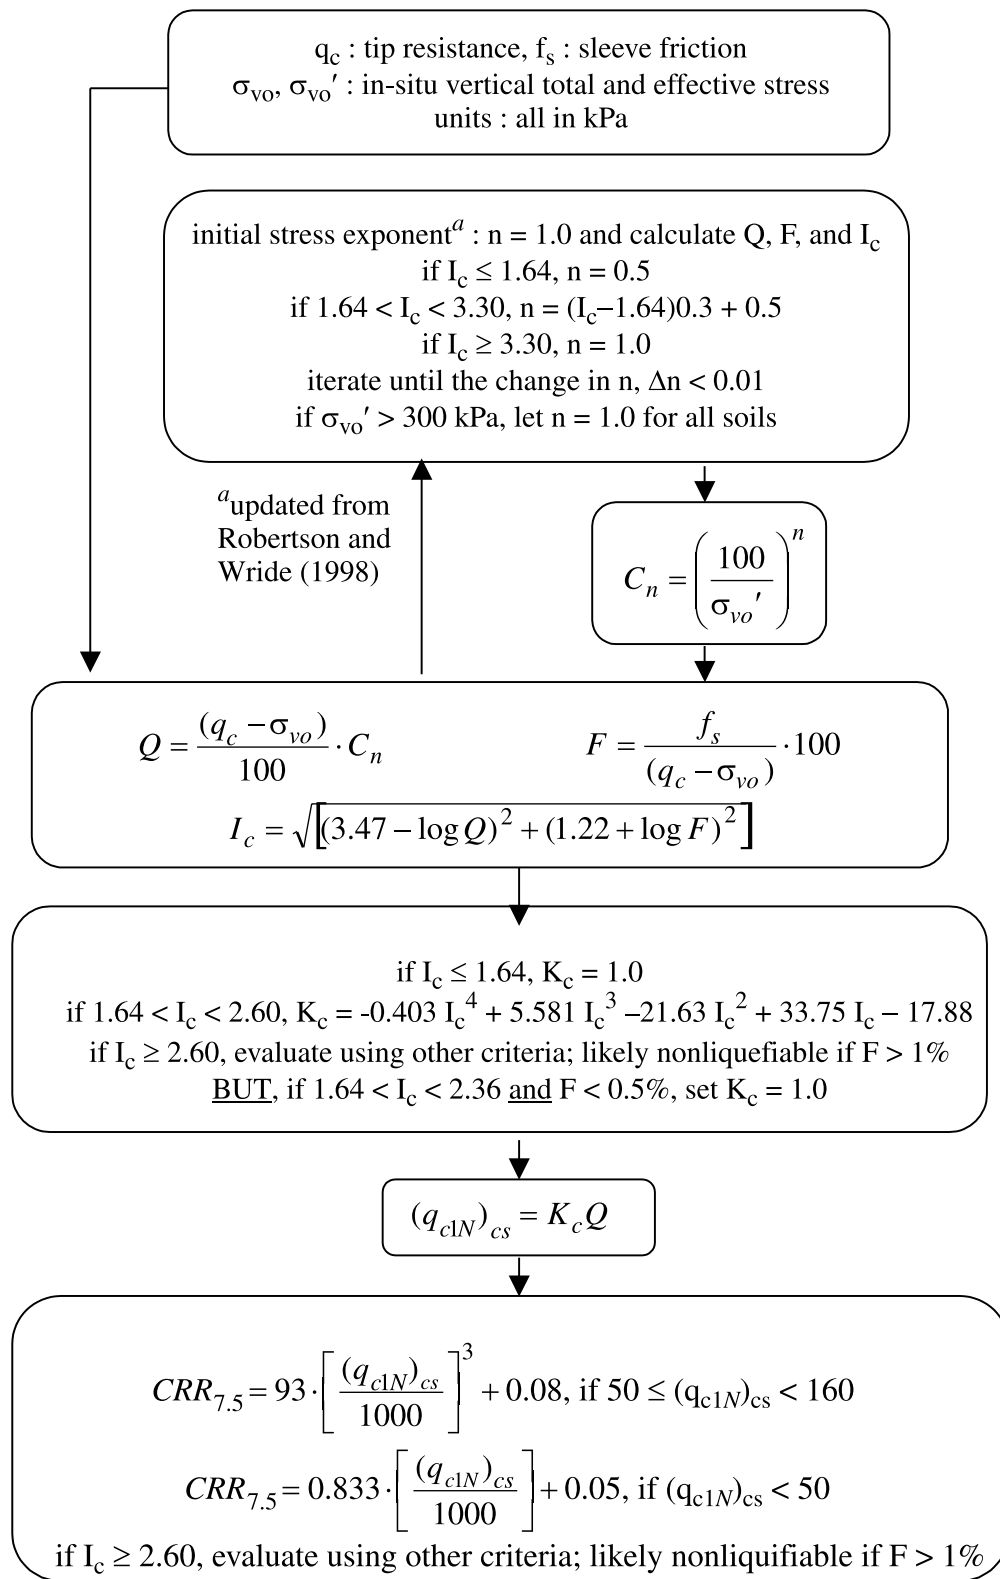 q_c : tip resistance, f_s : sleeve friction
σ_vo, σ_vo′ : in-situ vertical total and effective stress
units : all in kPa
initial stress exponent^a : n = 1.0 and calculate Q, F, and I_c
if I_c ≤ 1.64, n = 0.5
if 1.64 < I_c < 3.30, n = (I_c−1.64)0.3 + 0.5
if I_c ≥ 3.30, n = 1.0
iterate until the change in n, Δn < 0.01
if σ_vo′ > 300 kPa, let n = 1.0 for all soils
^a updated from
Robertson and
Wride (1998)
C_n = (100 / σ_vo′)^n
Q = (q_c − σ_vo) / 100 · C_n
F = f_s / (q_c − σ_vo) · 100
I_c = √[(3.47 − log Q)^2 + (1.22 + log F)^2]
if I_c ≤ 1.64, K_c = 1.0
if 1.64 < I_c < 2.60, K_c = -0.403 I_c^4 + 5.581 I_c^3 –21.63 I_c^2 + 33.75 I_c − 17.88
if I_c ≥ 2.60, evaluate using other criteria; likely nonliquefiable if F > 1%
BUT, if 1.64 < I_c < 2.36 and F < 0.5%, set K_c = 1.0
(q_c1N)_cs = K_c Q
CRR_7.5 = 93 · [(q_c1N)_cs / 1000]^3 + 0.08, if 50 ≤ (q_c1N)_cs < 160
CRR_7.5 = 0.833 · [(q_c1N)_cs / 1000] + 0.05, if (q_c1N)_cs < 50
if I_c ≥ 2.60, evaluate using other criteria; likely nonliquifiable if F > 1%